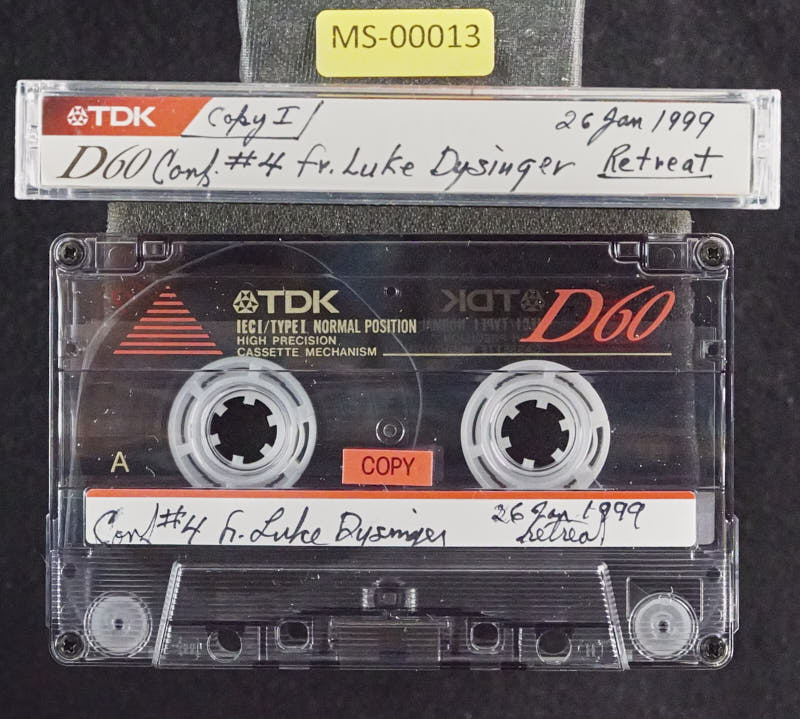 MS-00013
TDK Copy I 26 Jan 1999
D60 Conf. #4 Fr. Luke Dysinger Retreat
TDK D60
IEC I/TYPE I NORMAL POSITION
HIGH PRECISION
CASSETTE MECHANISM
A
COPY
Conf #4 Fr. Luke Dysinger 26 Jan 1999
Retreat